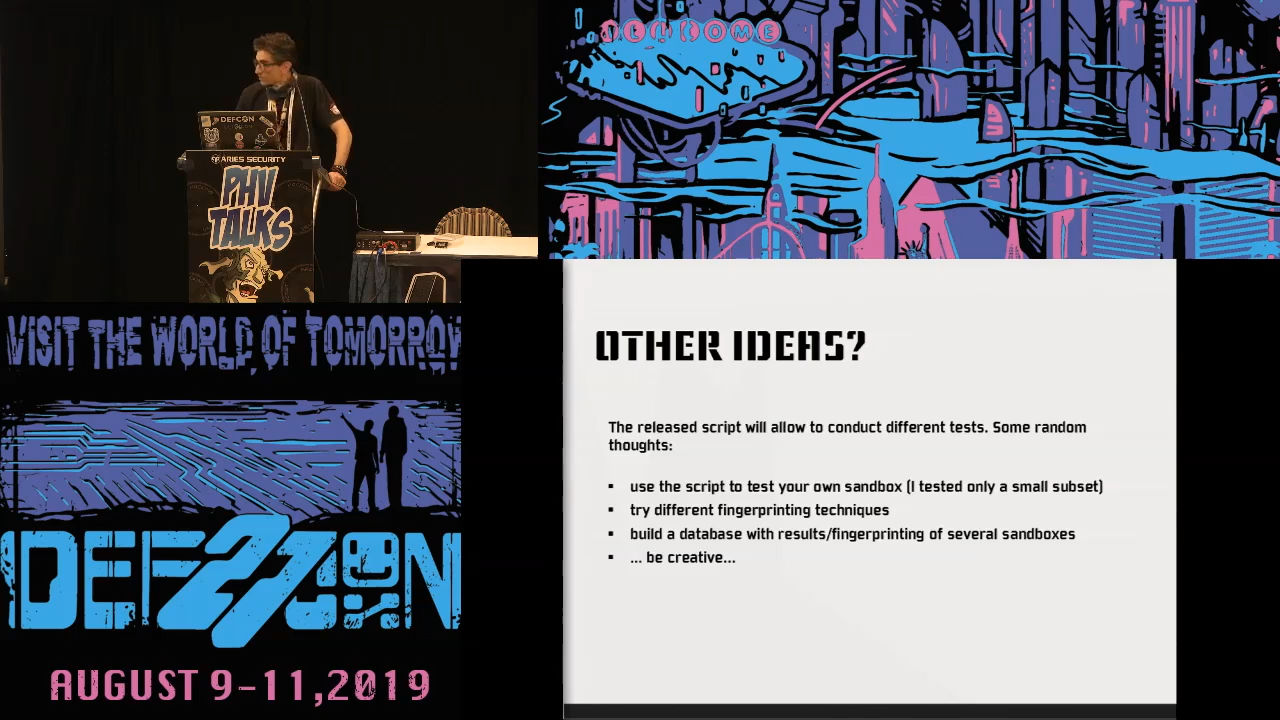 WELCOME
DEFCON
ARIES SECURITY
PHV
TALKS
VISIT THE WORLD OF TOMORROW
DEF CON
27
AUGUST 9-11,2019
OTHER IDEAS?
The released script will allow to conduct different tests. Some random
thoughts:
▪ use the script to test your own sandbox (I tested only a small subset)
▪ try different fingerprinting techniques
▪ build a database with results/fingerprinting of several sandboxes
▪ ... be creative...